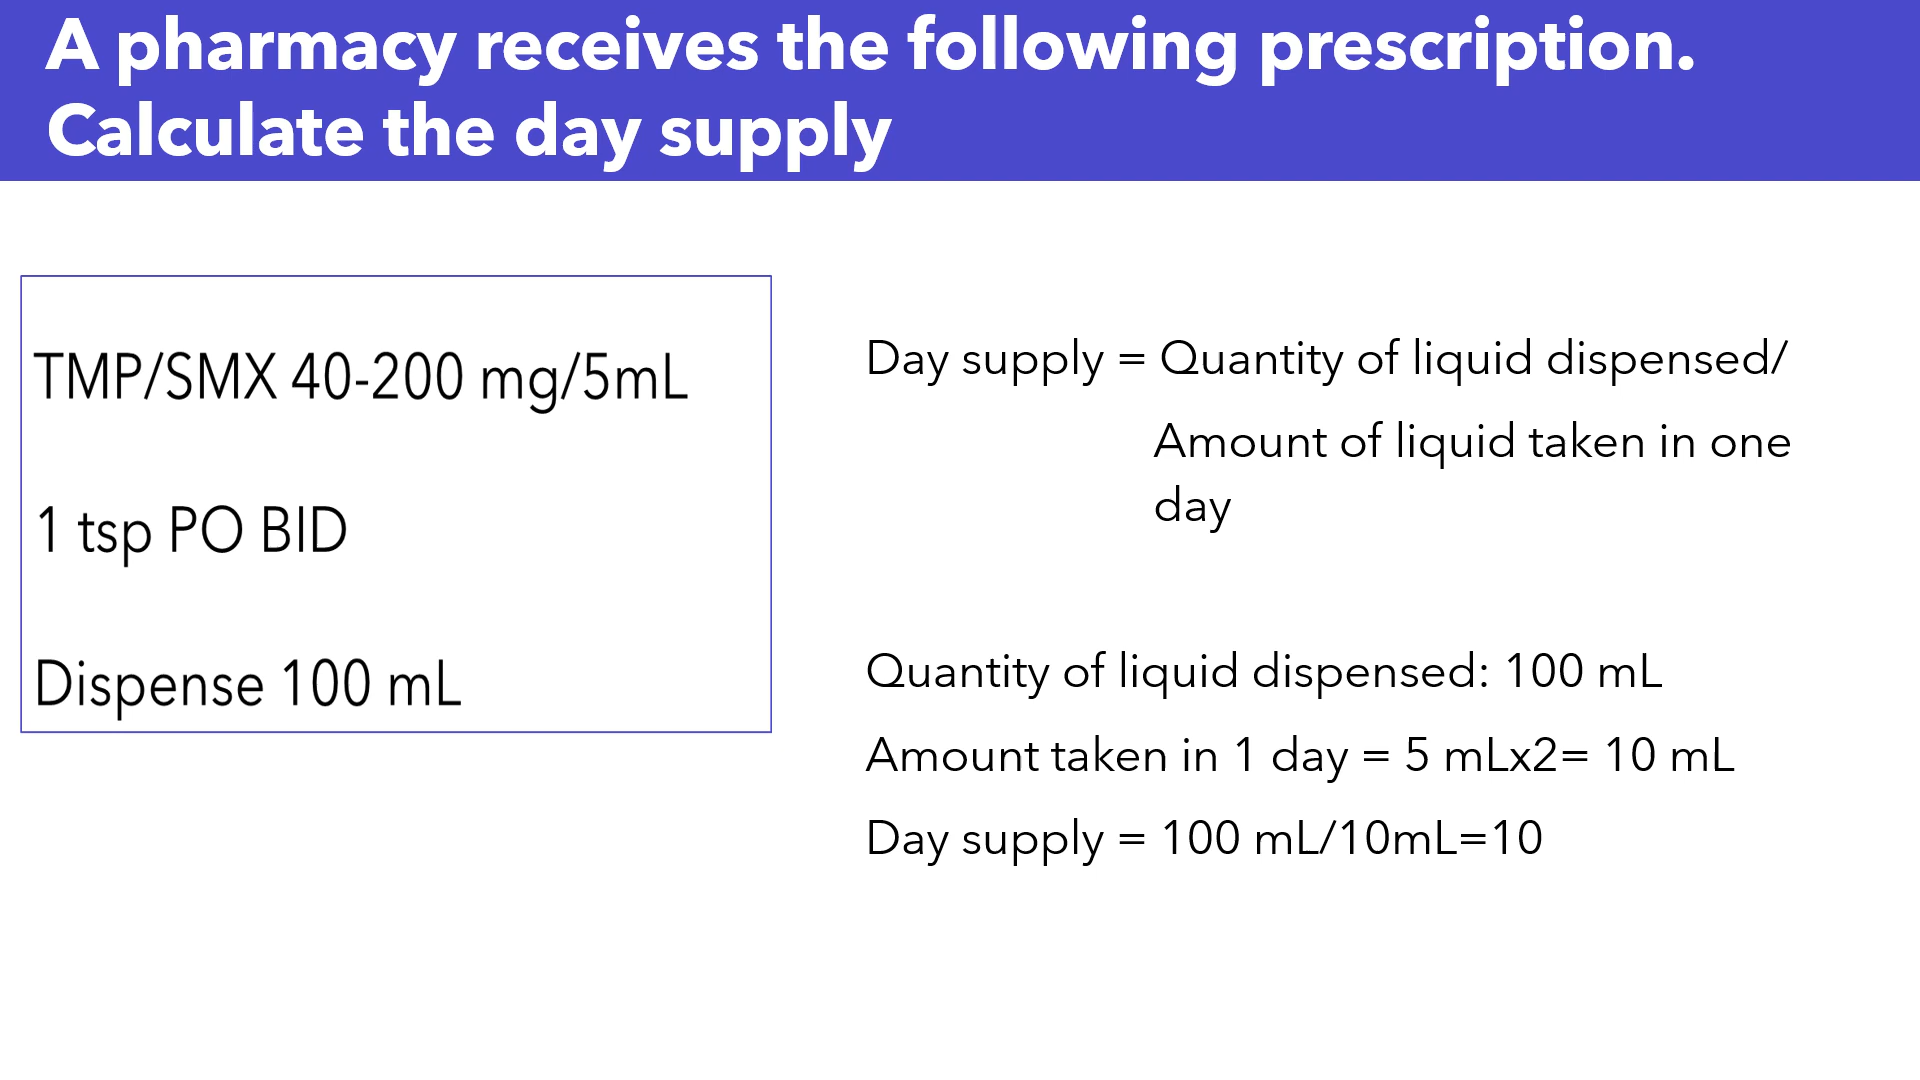 A pharmacy receives the following prescription.
Calculate the day supply
TMP/SMX 40-200 mg/5mL
1 tsp PO BID
Dispense 100 mL
Day supply = Quantity of liquid dispensed/
Amount of liquid taken in one
day
Quantity of liquid dispensed: 100 mL
Amount taken in 1 day = 5 mLx2= 10 mL
Day supply = 100 mL/10mL=10